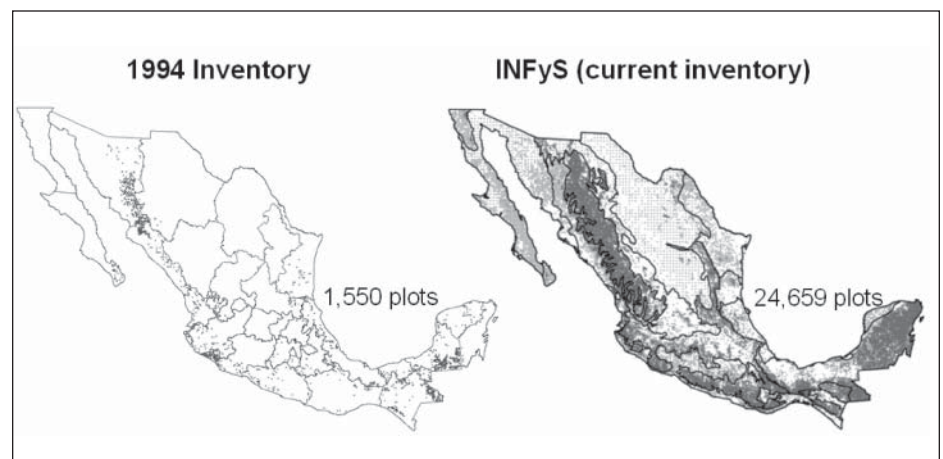 1994 Inventory
INFyS (current inventory)
1,550 plots
24,659 plots